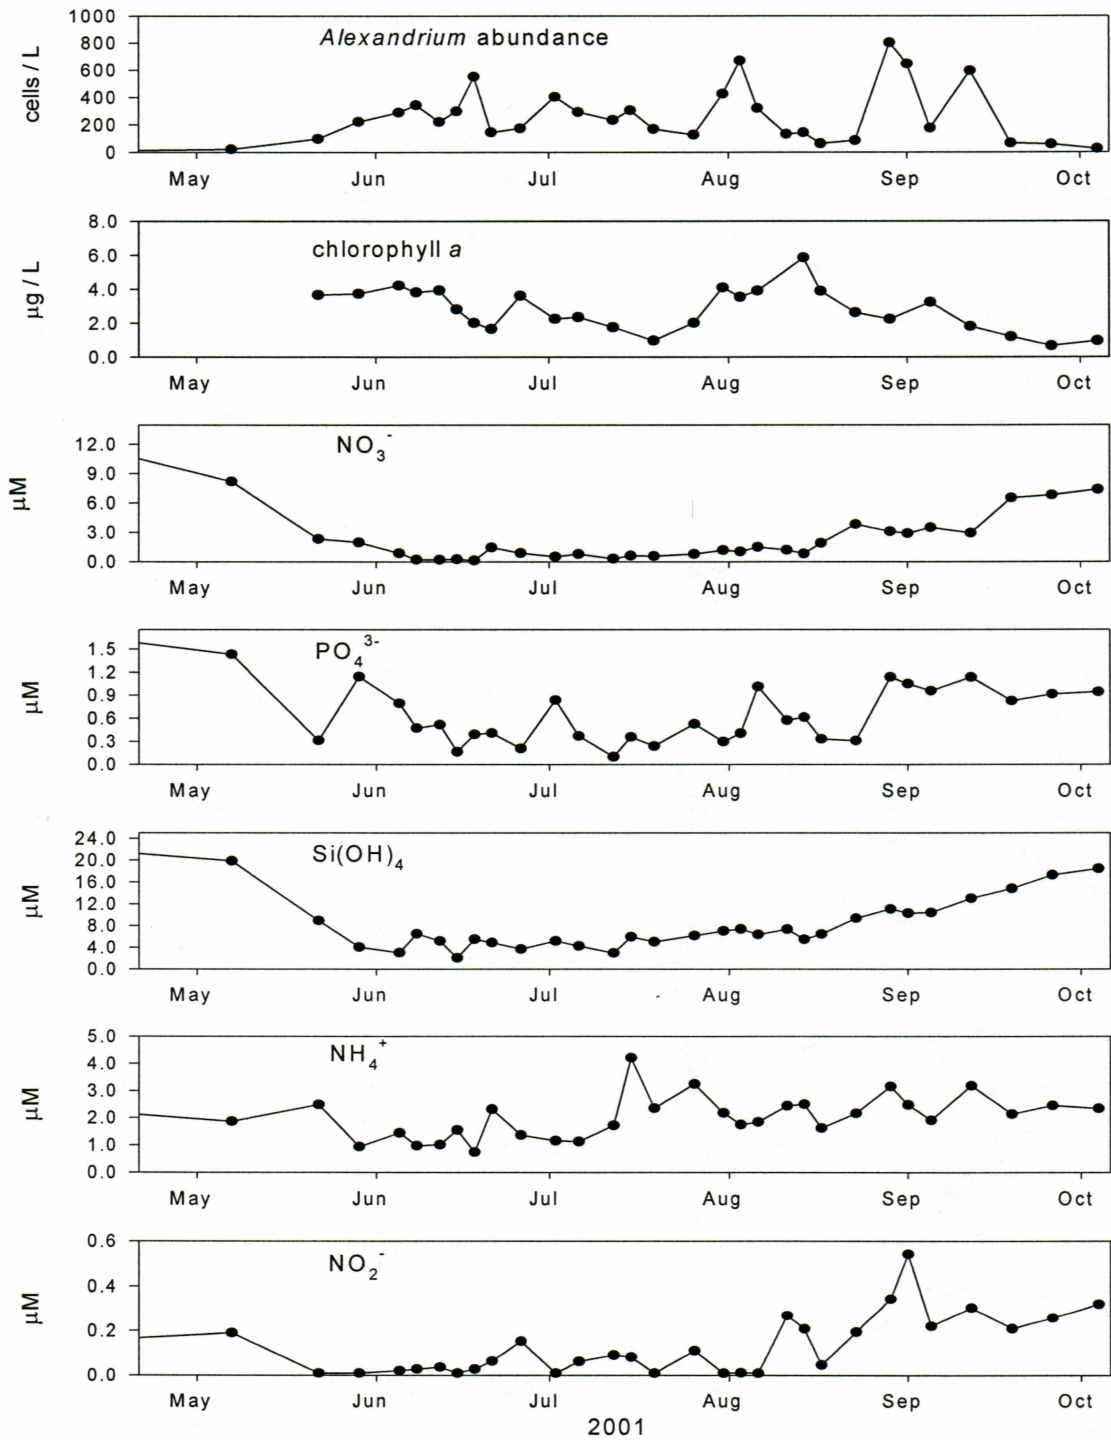 Alexandrium abundance
cells / L
1000
800
600
400
200
0
May Jun Jul Aug Sep Oct
chlorophyll a
µg / L
8.0
6.0
4.0
2.0
0.0
May Jun Jul Aug Sep Oct
NO3-
µM
12.0
9.0
6.0
3.0
0.0
May Jun Jul Aug Sep Oct
PO4 3-
µM
1.5
1.2
0.9
0.6
0.3
0.0
May Jun Jul Aug Sep Oct
Si(OH)4
µM
24.0
20.0
16.0
12.0
8.0
4.0
0.0
May Jun Jul Aug Sep Oct
NH4+
µM
5.0
4.0
3.0
2.0
1.0
0.0
May Jun Jul Aug Sep Oct
NO2-
µM
0.6
0.4
0.2
0.0
May Jun Jul Aug Sep Oct
2001